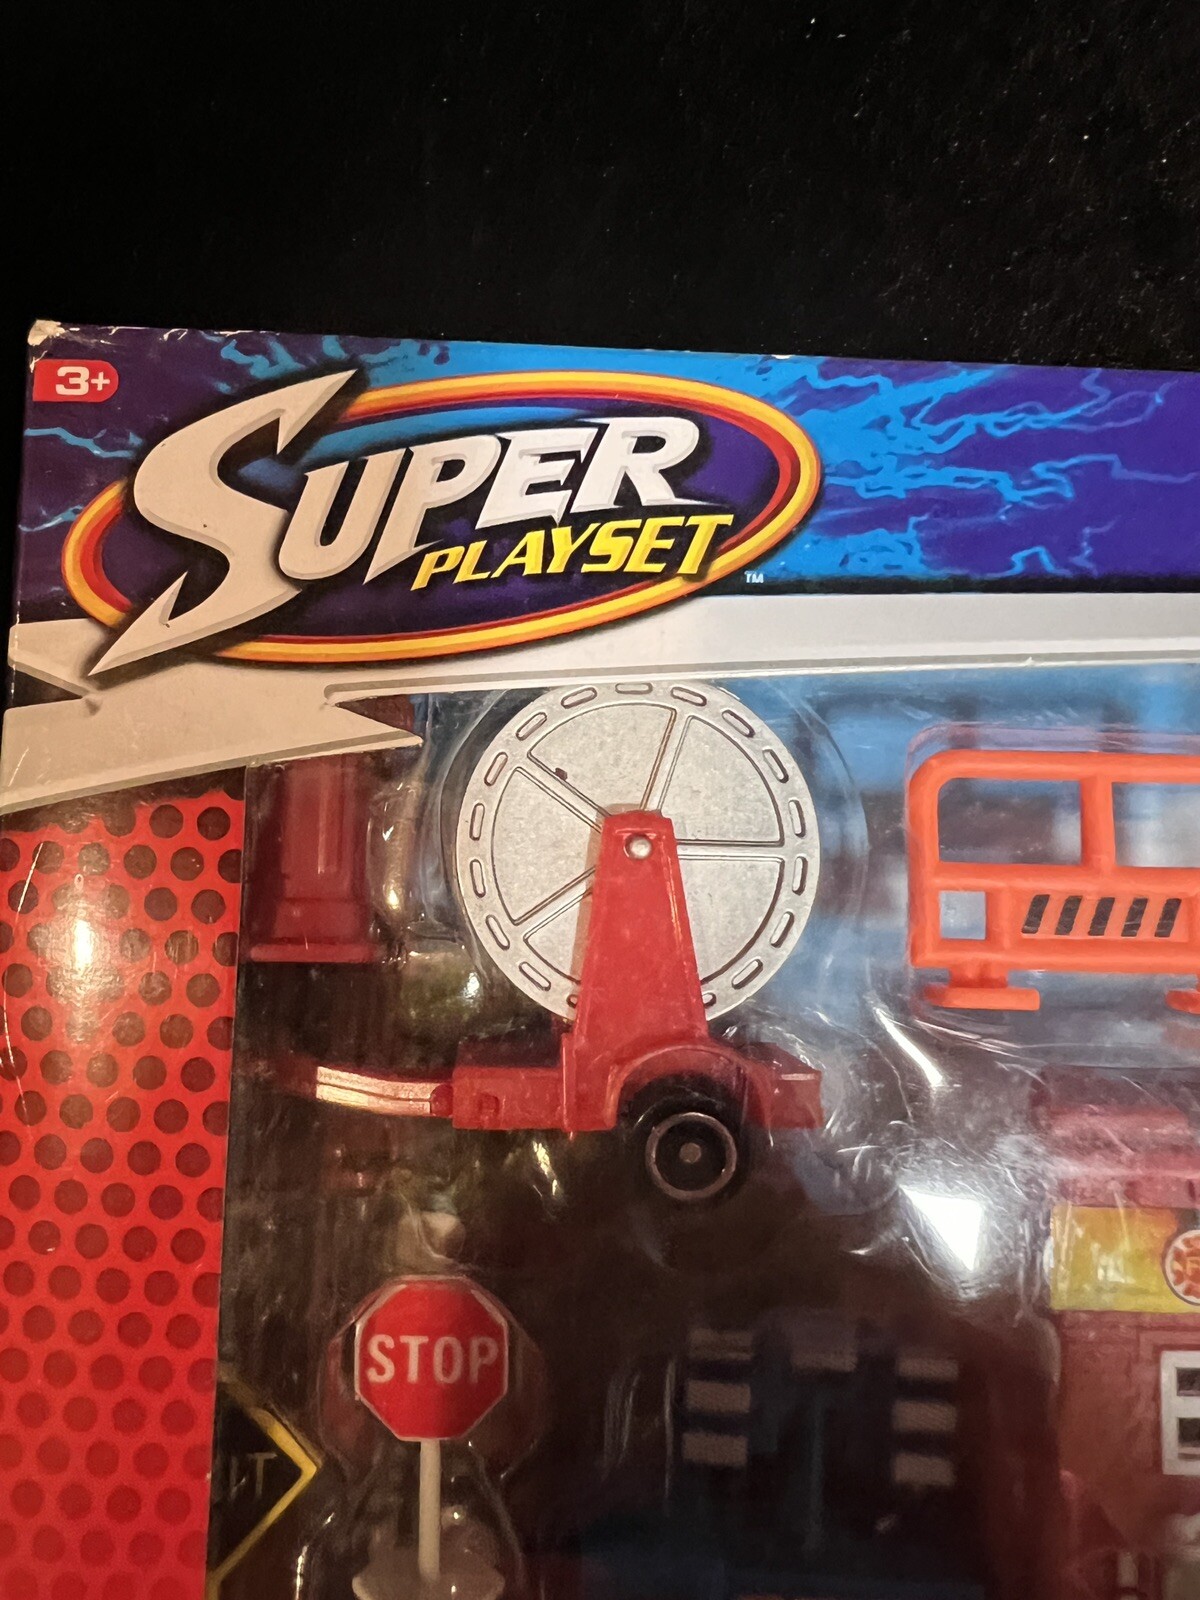 3+
SUPER
PLAYSET
TM
STOP